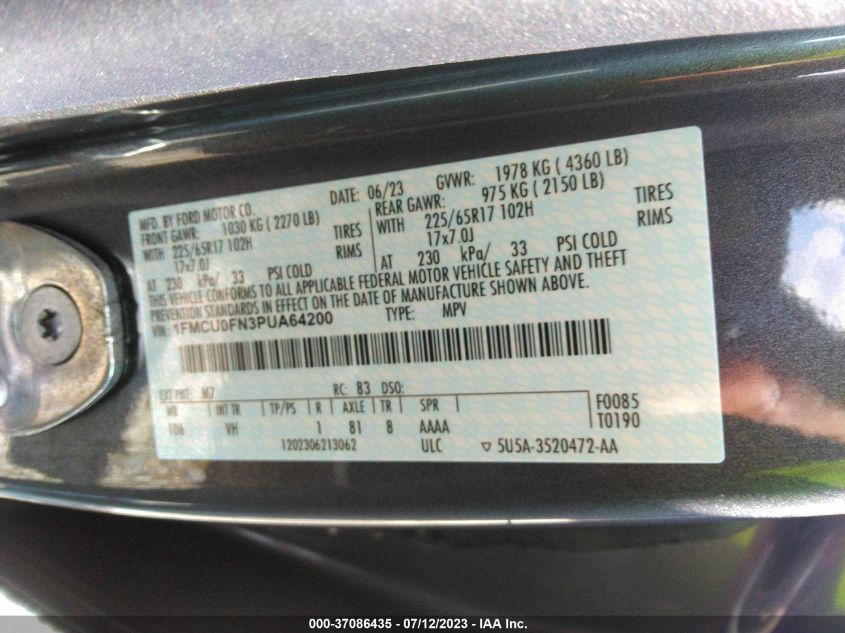 MFD. BY FORD MOTOR CO.
DATE: 06/23 GVWR: 1978 KG ( 4360 LB)
FRONT GAWR: 1030 KG ( 2270 LB) REAR GAWR: 975 KG ( 2150 LB)
WITH 225/65R17 102H TIRES WITH 225/65R17 102H TIRES
17x7.0J RIMS 17x7.0J RIMS
AT 230 kPa/ 33 PSI COLD AT 230 kPa/ 33 PSI COLD
THIS VEHICLE CONFORMS TO ALL APPLICABLE FEDERAL MOTOR VEHICLE SAFETY AND THEFT
PREVENTION STANDARDS IN EFFECT ON THE DATE OF MANUFACTURE SHOWN ABOVE.
VIN: 1FMCU0FN3PUA64200 TYPE: MPV
EXT PNT: M7 RC: 83 DSO:
WB INT TR TP/PS R AXLE TR SPR F0085
106 VH 1 81 8 AAAA T0190
1202306213062 ULC ▽ 5U5A-3520472-AA
000-37086435 - 07/12/2023 - IAA Inc.